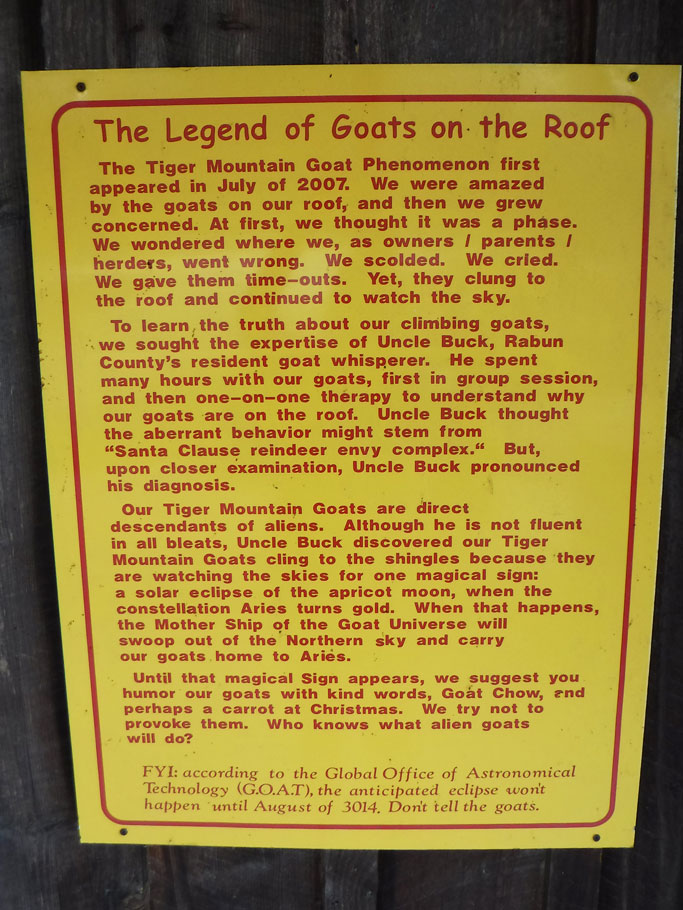 The Legend of Goats on the Roof
The Tiger Mountain Goat Phenomenon first
appeared in July of 2007. We were amazed
by the goats on our roof, and then we grew
concerned. At first, we thought it was a phase.
We wondered where we, as owners / parents /
herders, went wrong. We scolded. We cried.
We gave them time-outs. Yet, they clung to
the roof and continued to watch the sky.
To learn the truth about our climbing goats,
we sought the expertise of Uncle Buck, Rabun
County's resident goat whisperer. He spent
many hours with our goats, first in group session,
and then one-on-one therapy to understand why
our goats are on the roof. Uncle Buck thought
the aberrant behavior might stem from
"Santa Clause reindeer envy complex." But,
upon closer examination, Uncle Buck pronounced
his diagnosis.
Our Tiger Mountain Goats are direct
descendants of aliens. Although he is not fluent
in all bleats, Uncle Buck discovered our Tiger
Mountain Goats cling to the shingles because they
are watching the skies for one magical sign:
a solar eclipse of the apricot moon, when the
constellation Aries turns gold. When that happens,
the Mother Ship of the Goat Universe will
swoop out of the Northern sky and carry
our goats home to Aries.
Until that magical Sign appears, we suggest you
humor our goats with kind words, Goat Chow, and
perhaps a carrot at Christmas. We try not to
provoke them. Who knows what alien goats
will do?
FYI: according to the Global Office of Astronomical
Technology (G.O.A.T), the anticipated eclipse won't
happen until August of 3014. Don't tell the goats.